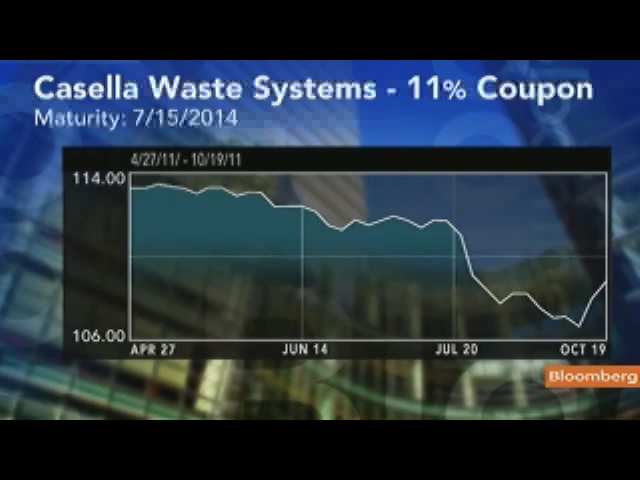 Casella Waste Systems - 11% Coupon
Maturity: 7/15/2014
4/27/11/ - 10/19/11
114.00
106.00
APR 27 JUN 14 JUL 20 OCT 19
Bloomberg